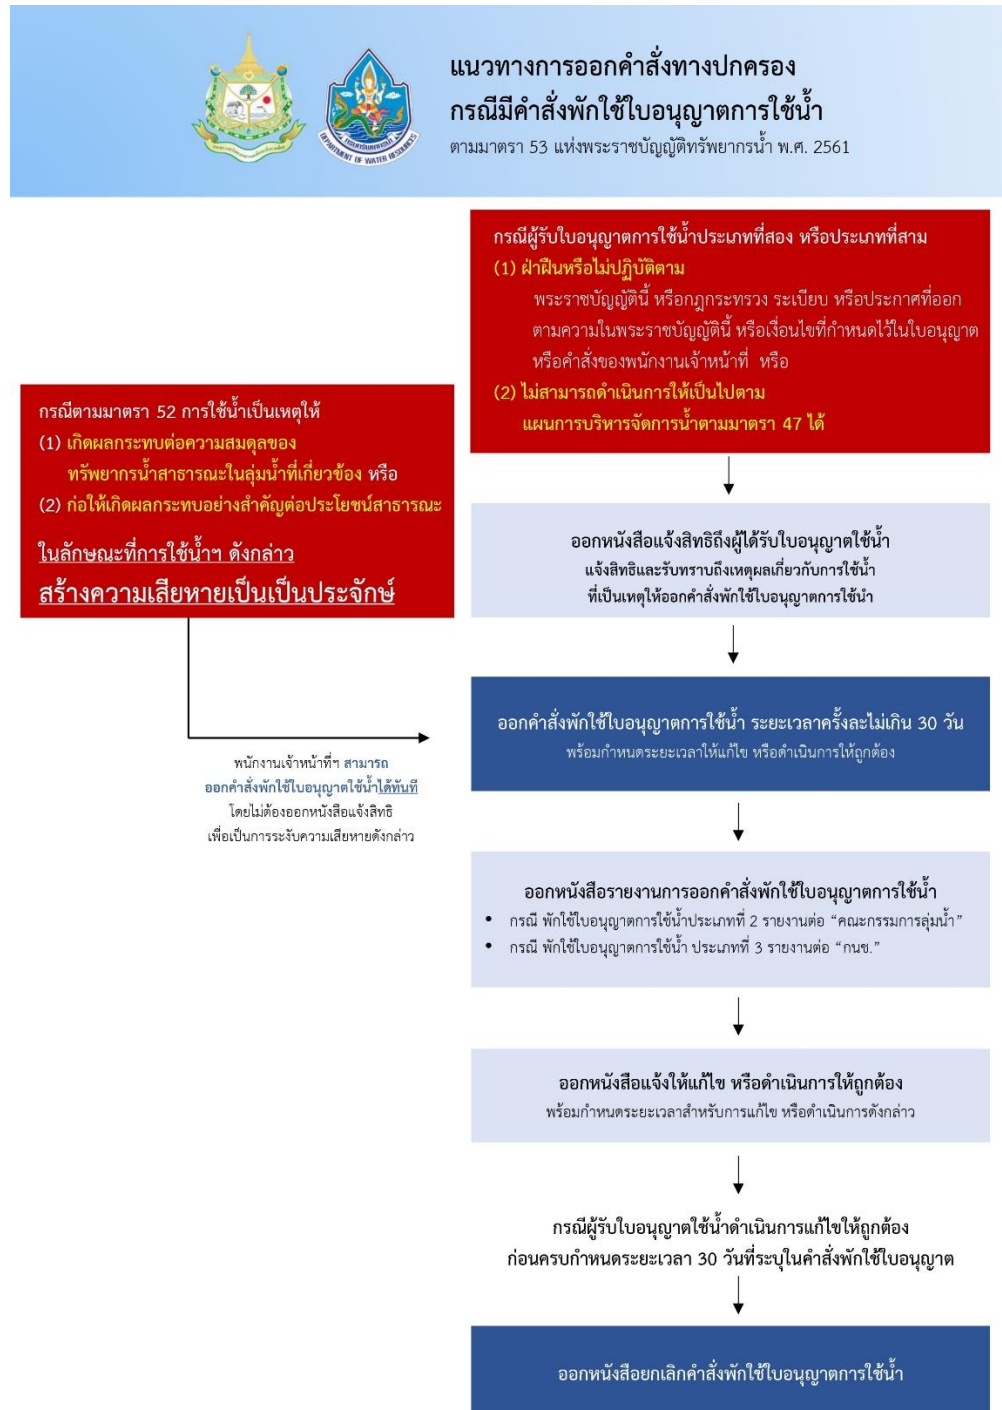 แนวทางการออกคำสั่งทางปกครอง
กรณีมีคำสั่งพักใช้ใบอนุญาตการใช้น้ำ
ตามมาตรา 53 แห่งพระราชบัญญัติทรัพยากรน้ำ พ.ศ. 2561
DEPARTMENT OF WATER RESOURCES
กรณีผู้รับใบอนุญาตการใช้น้ำประเภทที่สอง หรือประเภทที่สาม
(1) ฝ่าฝืนหรือไม่ปฏิบัติตาม
พระราชบัญญัตินี้ หรือกฎกระทรวง ระเบียบ หรือประกาศที่ออก
ตามความในพระราชบัญญัตินี้ หรือเงื่อนไขที่กำหนดไว้ในใบอนุญาต
หรือคำสั่งของพนักงานเจ้าหน้าที่ หรือ
(2) ไม่สามารถดำเนินการให้เป็นไปตาม
แผนการบริหารจัดการน้ำตามมาตรา 47 ได้
กรณีตามมาตรา 52 การใช้น้ำเป็นเหตุให้
(1) เกิดผลกระทบต่อความสมดุลของ
ทรัพยากรน้ำสาธารณะในลุ่มน้ำที่เกี่ยวข้อง หรือ
(2) ก่อให้เกิดผลกระทบอย่างสำคัญต่อประโยชน์สาธารณะ
ในลักษณะที่การใช้น้ำฯ ดังกล่าว
สร้างความเสียหายเป็นเป็นประจักษ์
ออกหนังสือแจ้งสิทธิถึงผู้ได้รับใบอนุญาตใช้น้ำ
แจ้งสิทธิและรับทราบถึงเหตุผลเกี่ยวกับการใช้น้ำ
ที่เป็นเหตุให้ออกคำสั่งพักใช้ใบอนุญาตการใช้นำ
ออกคำสั่งพักใช้ใบอนุญาตการใช้น้ำ ระยะเวลาครั้งละไม่เกิน 30 วัน
พร้อมกำหนดระยะเวลาให้แก้ไข หรือดำเนินการให้ถูกต้อง
พนักงานเจ้าหน้าที่ฯ สามารถ
ออกคำสั่งพักใช้ใบอนุญาตใช้น้ำได้ทันที
โดยไม่ต้องออกหนังสือแจ้งสิทธิ
เพื่อเป็นการระงับความเสียหายดังกล่าว
ออกหนังสือรายงานการออกคำสั่งพักใช้ใบอนุญาตการใช้น้ำ
• กรณี พักใช้ใบอนุญาตการใช้น้ำประเภทที่ 2 รายงานต่อ “คณะกรรมการลุ่มน้ำ”
• กรณี พักใช้ใบอนุญาตการใช้น้ำ ประเภทที่ 3 รายงานต่อ “กนช.”
ออกหนังสือแจ้งให้แก้ไข หรือดำเนินการให้ถูกต้อง
พร้อมกำหนดระยะเวลาสำหรับการแก้ไข หรือดำเนินการดังกล่าว
กรณีผู้รับใบอนุญาตใช้น้ำดำเนินการแก้ไขให้ถูกต้อง
ก่อนครบกำหนดระยะเวลา 30 วันที่ระบุในคำสั่งพักใช้ใบอนุญาต
ออกหนังสือยกเลิกคำสั่งพักใช้ใบอนุญาตการใช้น้ำ